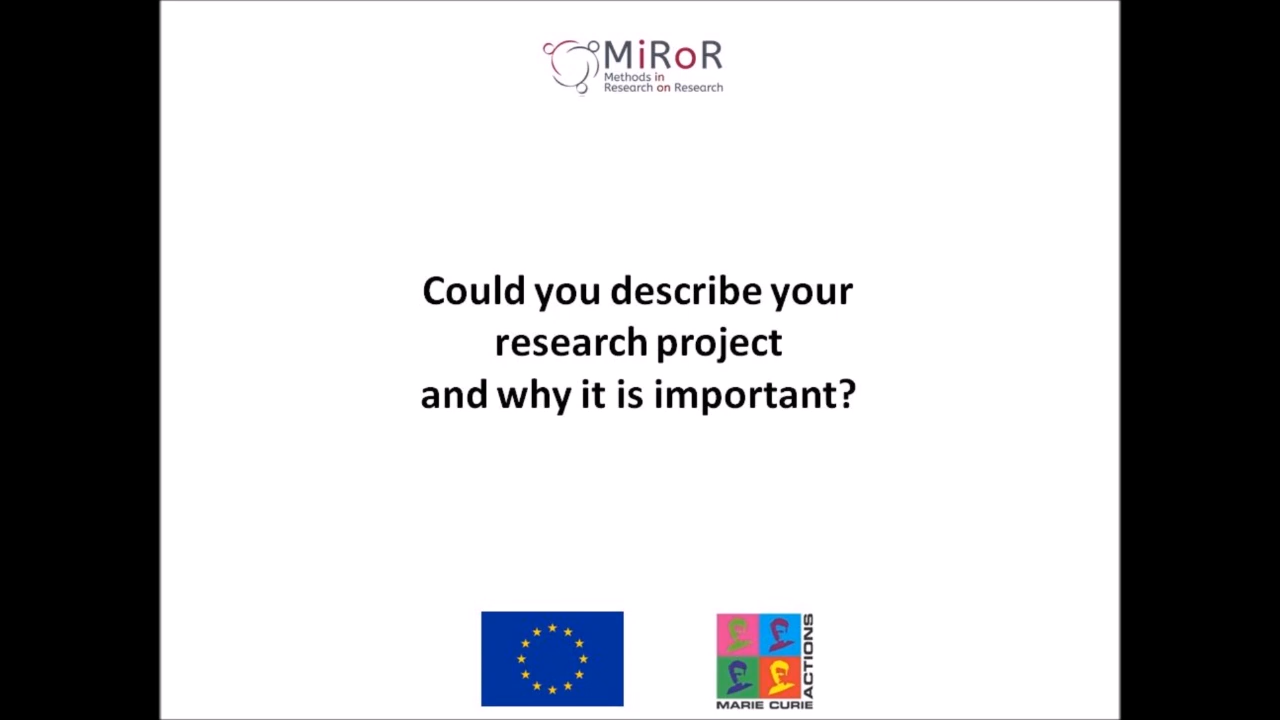 MiRoR
Methods in
Research on Research
Could you describe your
research project
and why it is important?
MARIE CURIE
ACTIONS